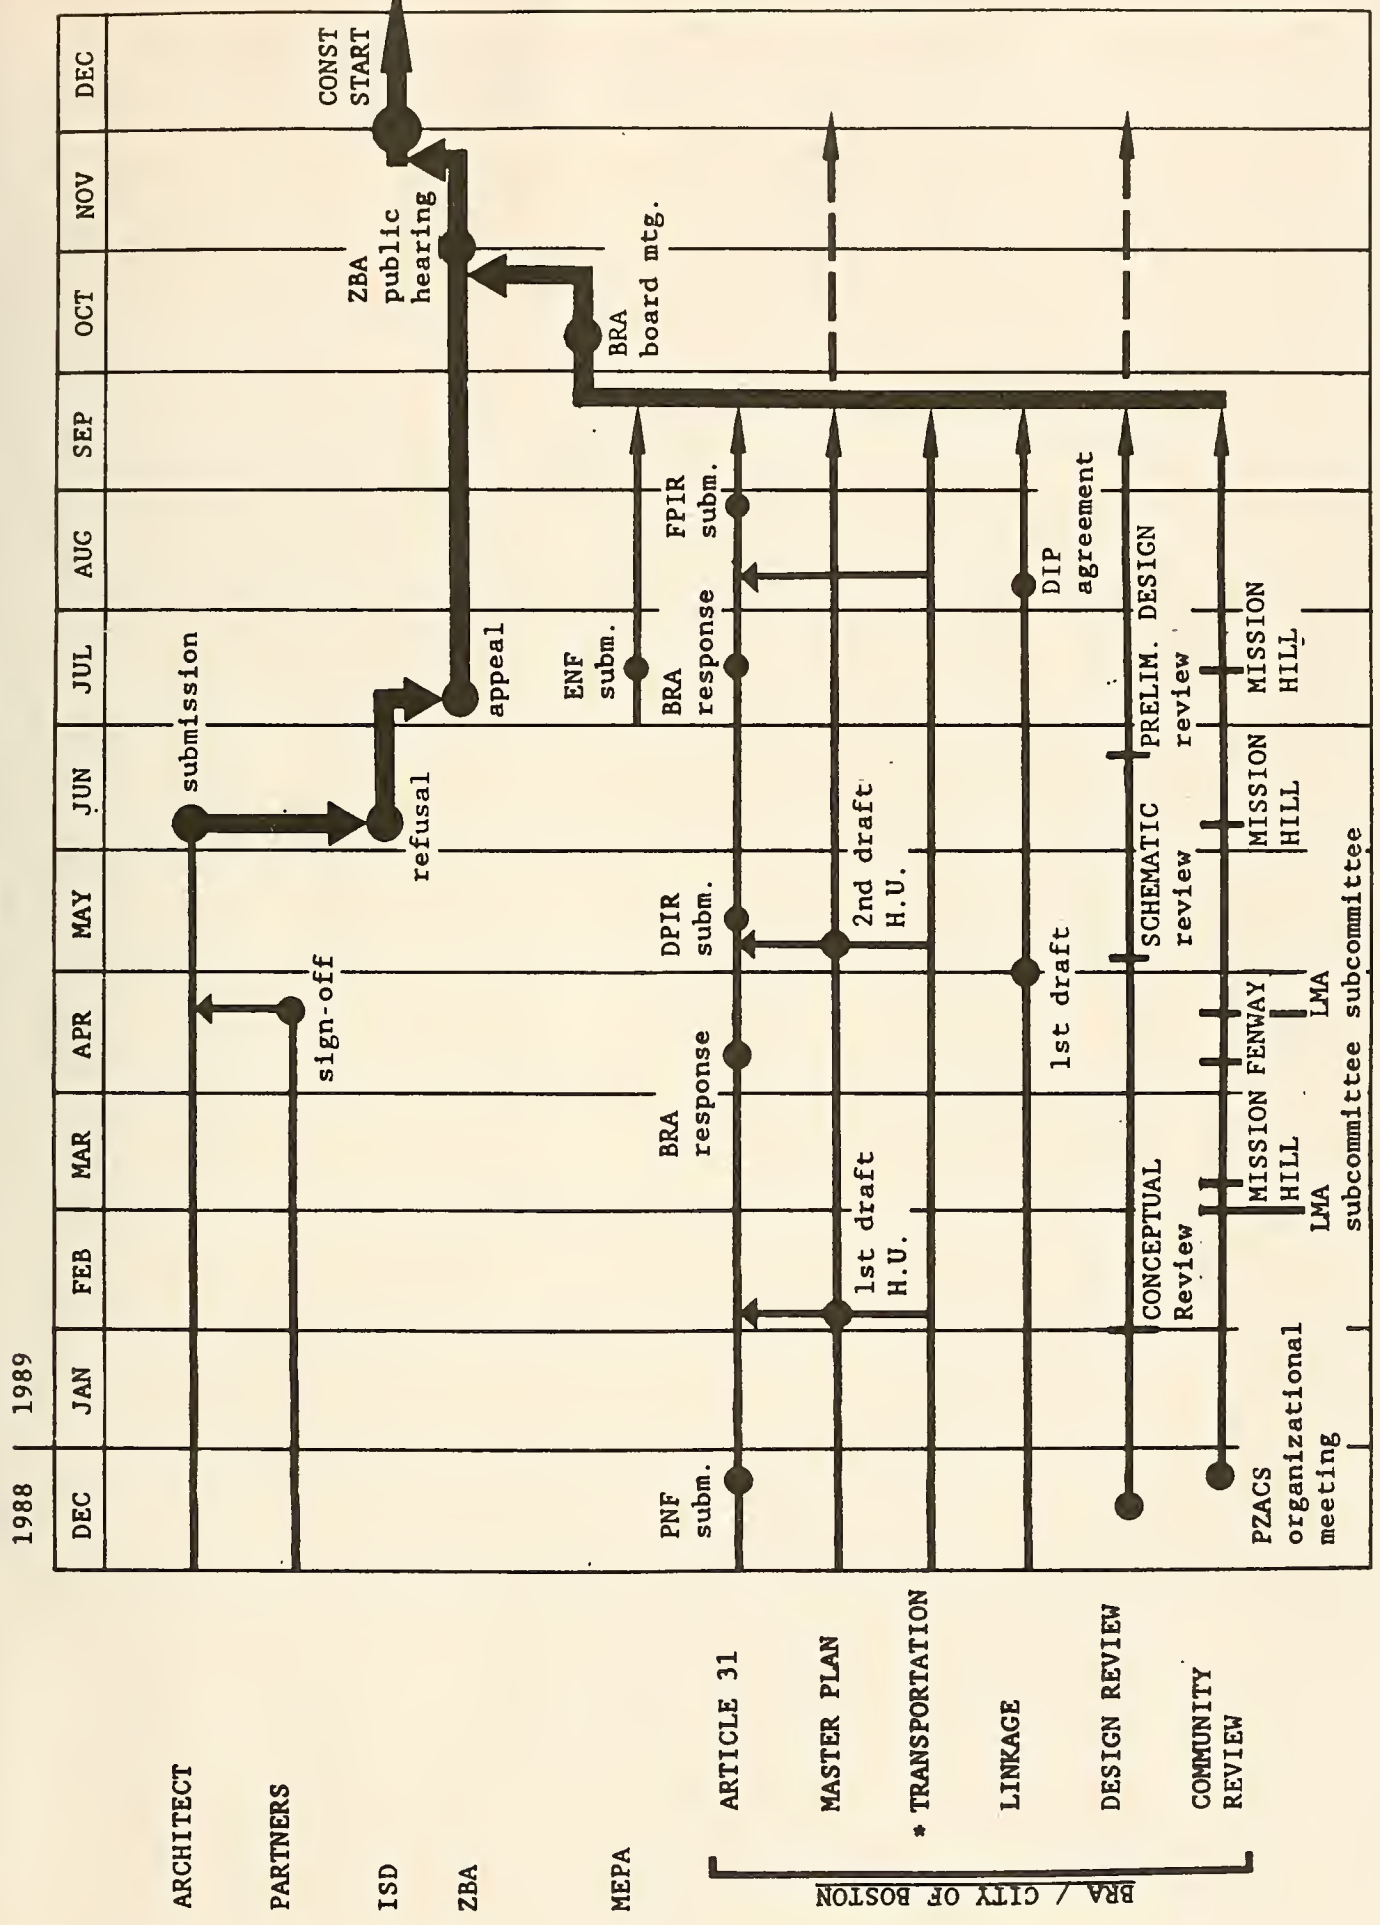 1988 1989
DEC JAN FEB MAR APR MAY JUN JUL AUG SEP OCT NOV DEC
ARCHITECT
submission
PARTNERS
sign-off
ISD
refusal
CONST
START
ZBA
appeal
ZBA
public
hearing
MEPA
ENF
subm.
BRA
board mtg.
BRA / CITY OF BOSTON
ARTICLE 31
PNF
subm.
BRA
response
DPIR
subm.
BRA
response
FPIR
subm.
MASTER PLAN
1st draft
H.U.
2nd draft
H.U.
* TRANSPORTATION
LINKAGE
1st draft
DIP
agreement
DESIGN REVIEW
CONCEPTUAL
Review
SCHEMATIC
review
PRELIM. DESIGN
review
COMMUNITY
REVIEW
PZACS
organizational
meeting
LMA
subcommittee
MISSION
HILL
FENWAY
LMA
subcommittee
MISSION
HILL
MISSION
HILL